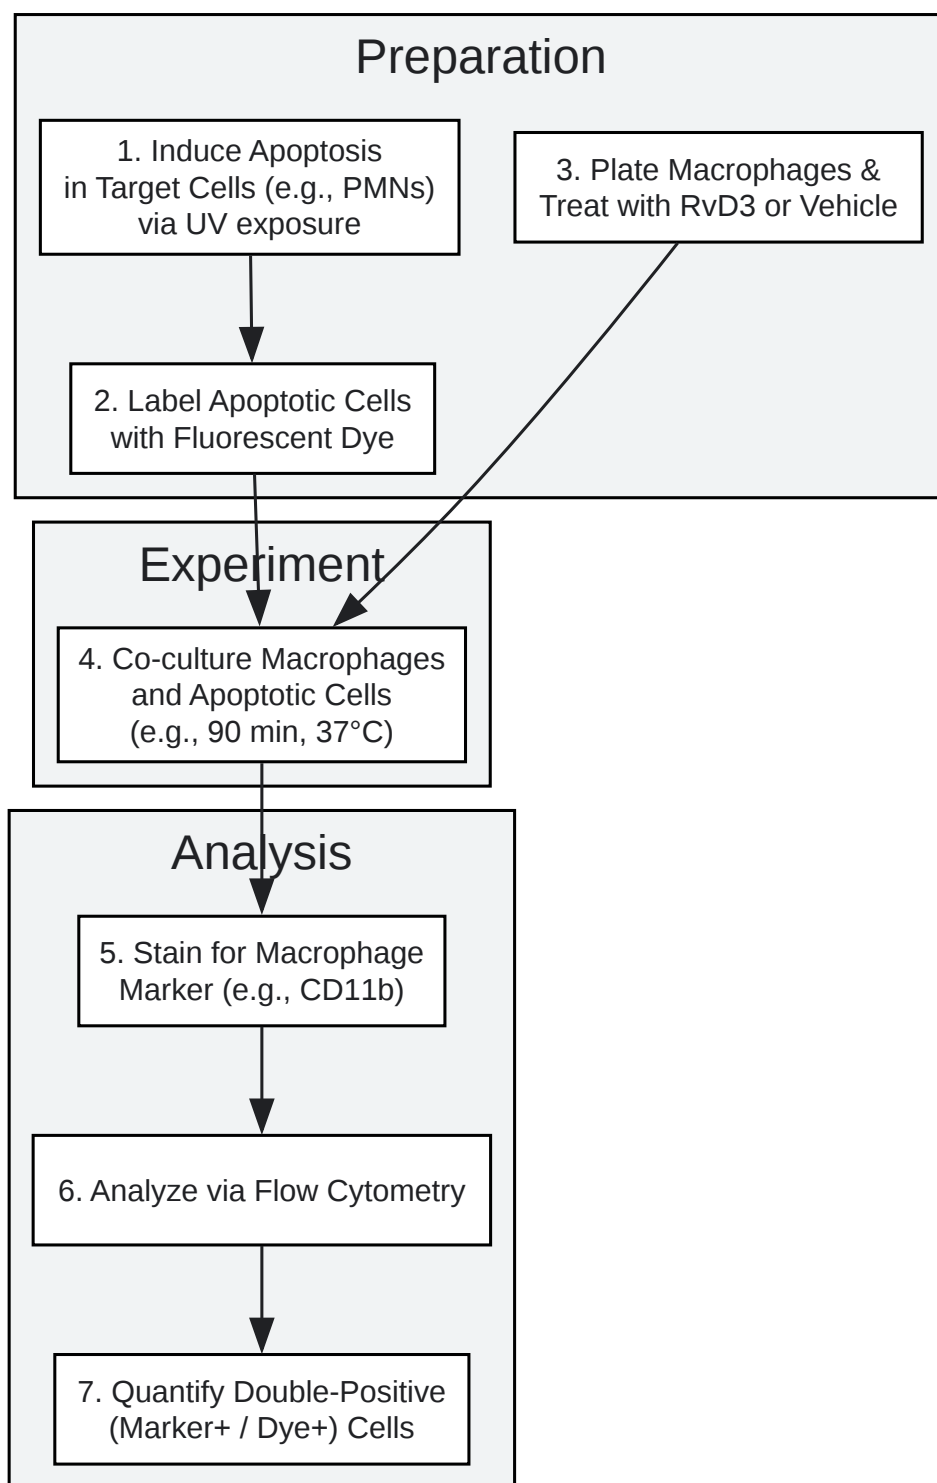 Preparation
1. Induce Apoptosis
in Target Cells (e.g., PMNs)
via UV exposure
3. Plate Macrophages &
Treat with RvD3 or Vehicle
2. Label Apoptotic Cells
with Fluorescent Dye
Experiment
4. Co-culture Macrophages
and Apoptotic Cells
(e.g., 90 min, 37°C)
Analysis
5. Stain for Macrophage
Marker (e.g., CD11b)
6. Analyze via Flow Cytometry
7. Quantify Double-Positive
(Marker+ / Dye+) Cells